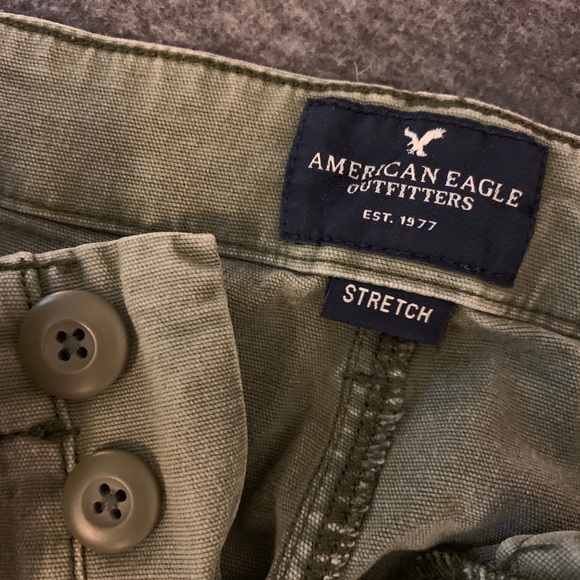 AMERICAN EAGLE
OUTFITTERS
EST. 1977
STRETCH